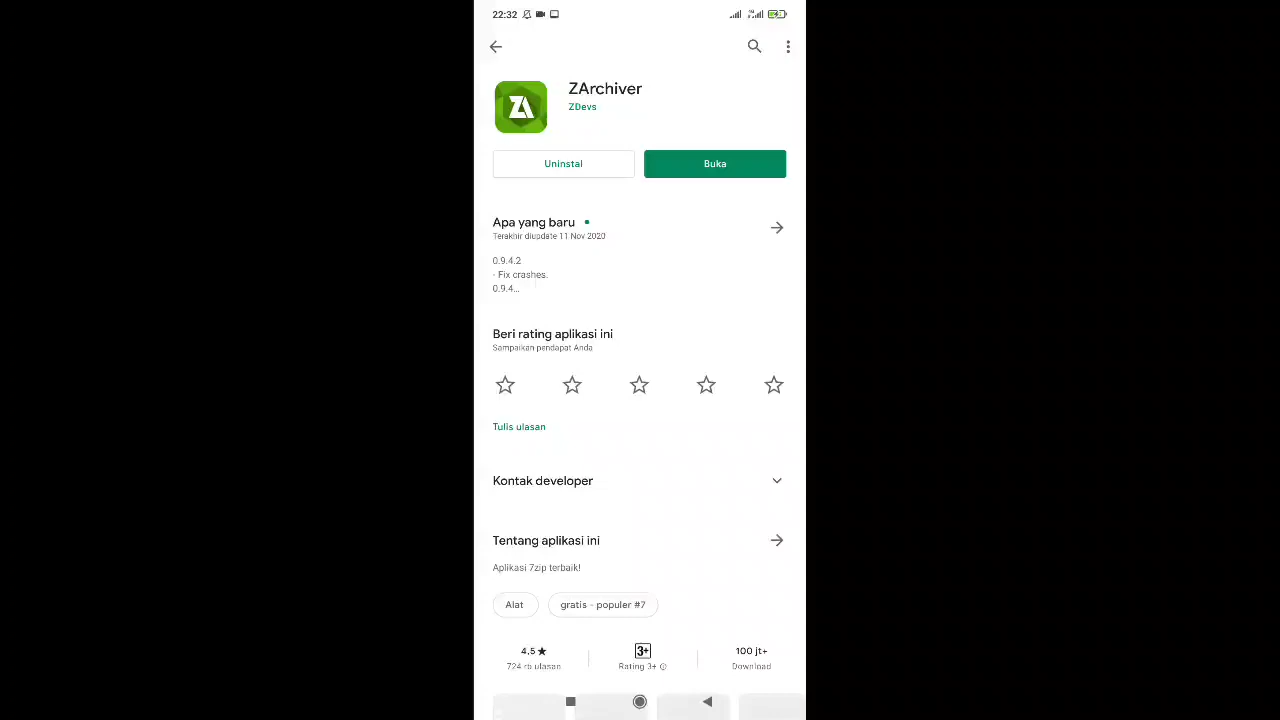 22:32
ZA
ZArchiver
ZDevs
Uninstal
Buka
Apa yang baru
Terakhir diupdate 11 Nov 2020
0.9.4.2
- Fix crashes.
0.9.4...
Beri rating aplikasi ini
Sampaikan pendapat Anda
Tulis ulasan
Kontak developer
Tentang aplikasi ini
Aplikasi 7zip terbaik!
Alat
gratis - populer #7
4,5★
724 rb ulasan
3+
Rating 3+
100 jt+
Download